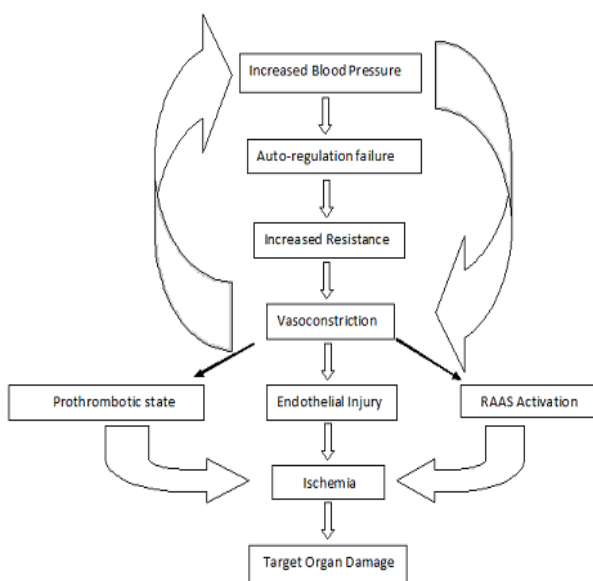 Increased Blood Pressure
Auto-regulation failure
Increased Resistance
Vasoconstriction
Prothrombotic state
Endothelial Injury
RAAS Activation
Ischemia
Target Organ Damage